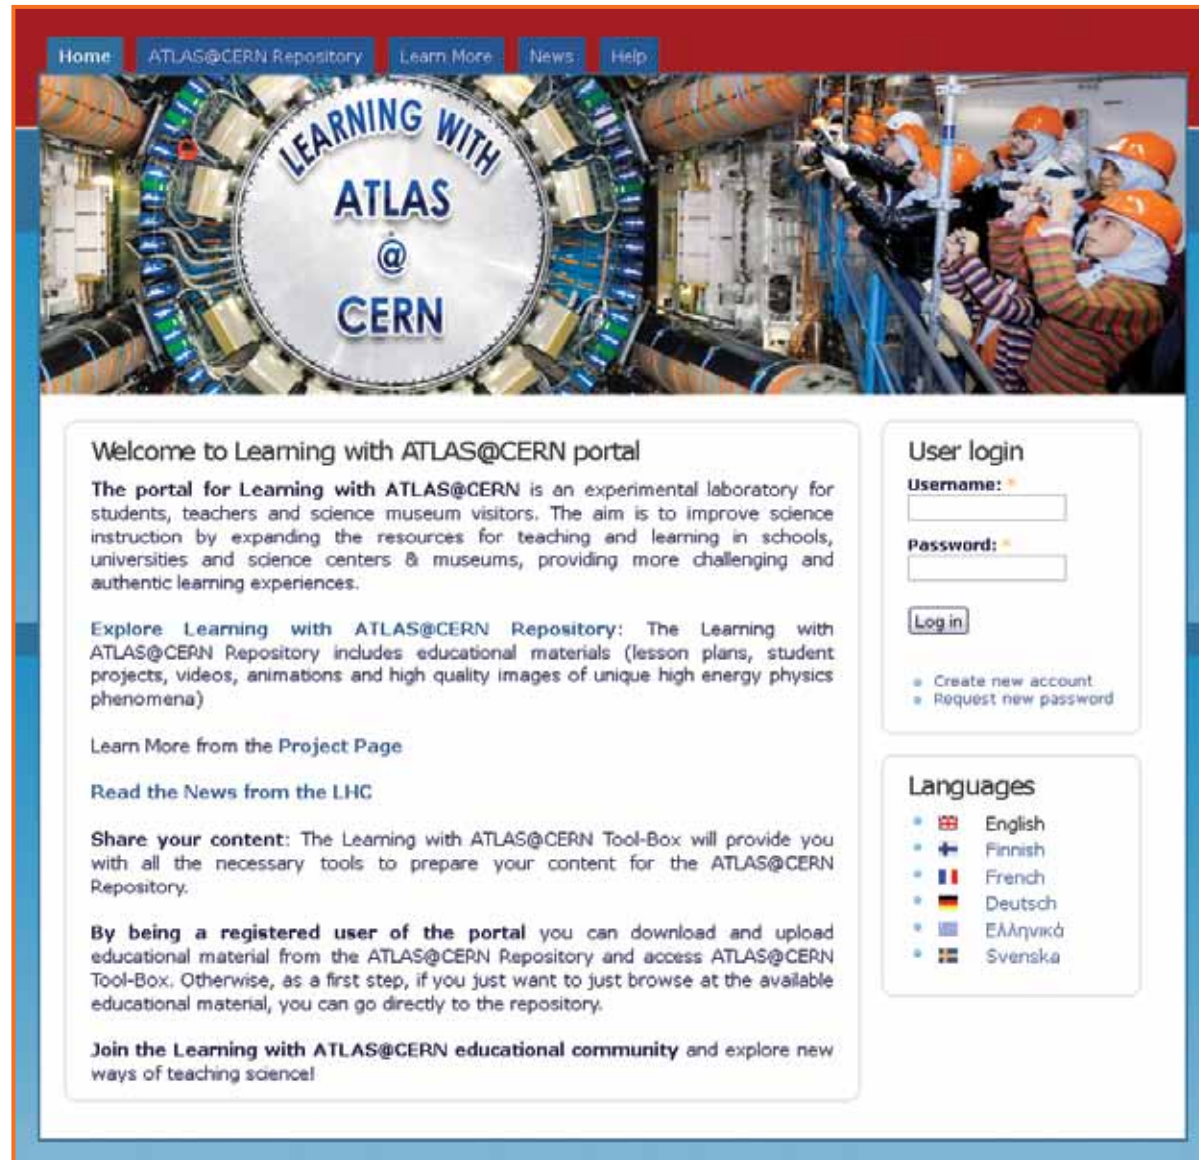 Home ATLAS@CERN Repository Learn More News Help
LEARNING WITH
ATLAS
@
CERN
Welcome to Learning with ATLAS@CERN portal
The portal for Learning with ATLAS@CERN is an experimental laboratory for
students, teachers and science museum visitors. The aim is to improve science
instruction by expanding the resources for teaching and learning in schools,
universities and science centers & museums, providing more challenging and
authentic learning experiences.
Explore Learning with ATLAS@CERN Repository: The Learning with
ATLAS@CERN Repository includes educational materials (lesson plans, student
projects, videos, animations and high quality images of unique high energy physics
phenomena)
Learn More from the Project Page
Read the News from the LHC
Share your content: The Learning with ATLAS@CERN Tool-Box will provide you
with all the necessary tools to prepare your content for the ATLAS@CERN
Repository.
By being a registered user of the portal you can download and upload
educational material from the ATLAS@CERN Repository and access ATLAS@CERN
Tool-Box. Otherwise, as a first step, if you just want to just browse at the available
educational material, you can go directly to the repository.
Join the Learning with ATLAS@CERN educational community and explore new
ways of teaching science!
User login
Username: *
Password: *
Log in
Create new account
Request new password
Languages
English
Finnish
French
Deutsch
Ελληνικά
Svenska